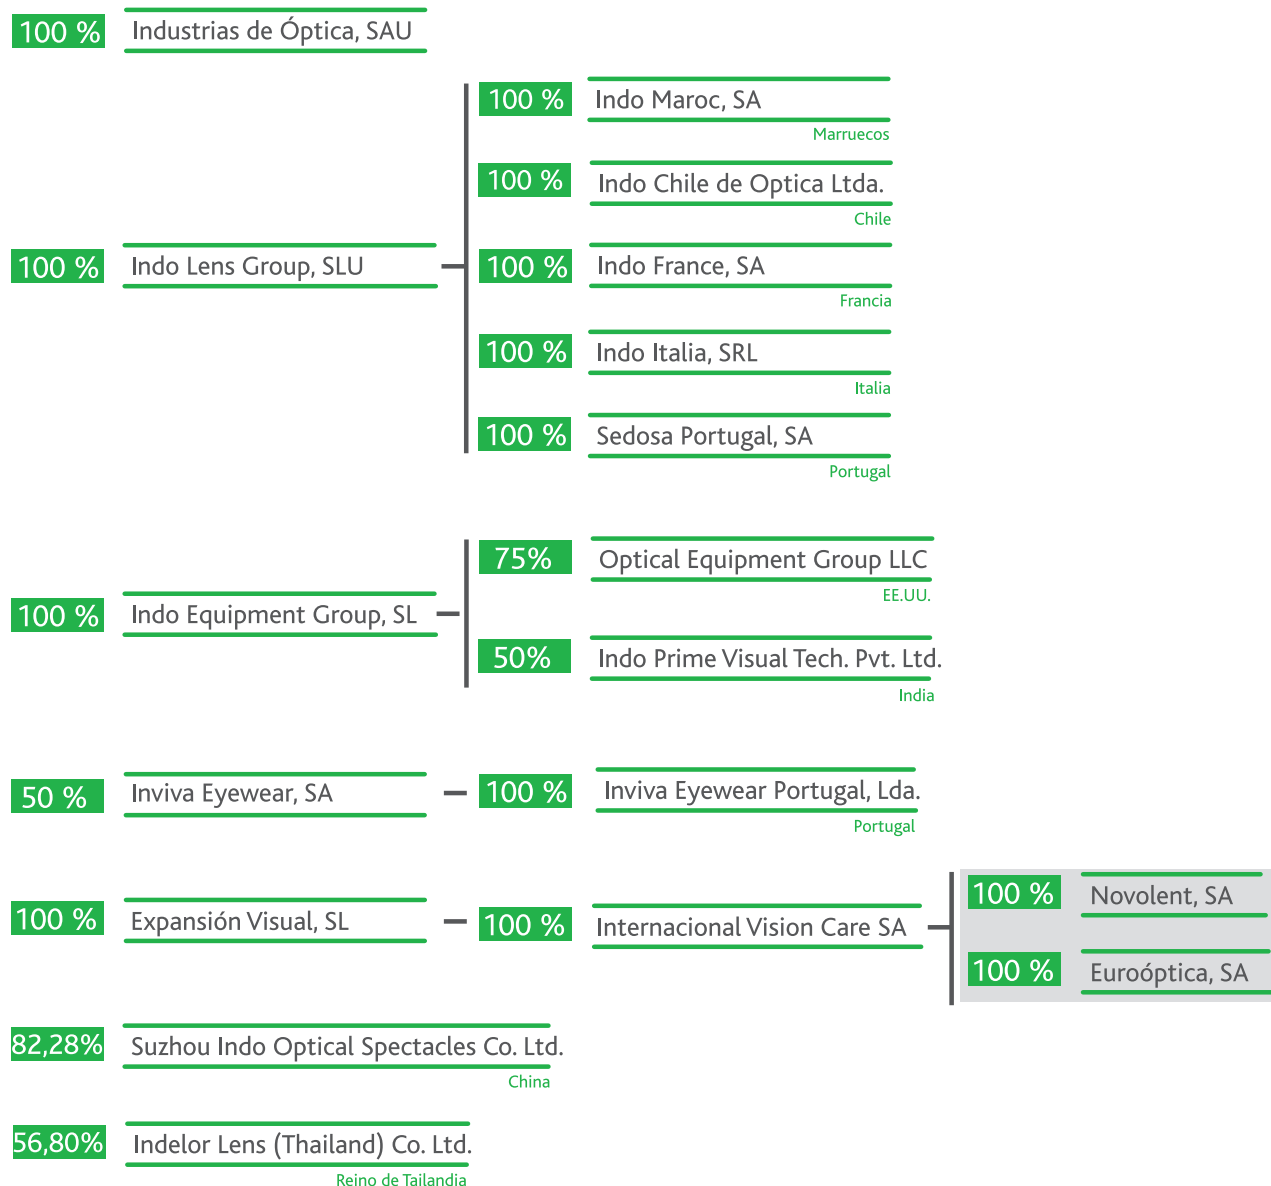 100 % Industrias de Óptica, SAU
100 % Indo Lens Group, SLU
100 % Indo Maroc, SA
Marruecos
100 % Indo Chile de Optica Ltda.
Chile
100 % Indo France, SA
Francia
100 % Indo Italia, SRL
Italia
100 % Sedosa Portugal, SA
Portugal
100 % Indo Equipment Group, SL
75% Optical Equipment Group LLC
EE.UU.
50% Indo Prime Visual Tech. Pvt. Ltd.
India
50 % Inviva Eyewear, SA
100 % Inviva Eyewear Portugal, Lda.
Portugal
100 % Expansión Visual, SL
100 % Internacional Vision Care SA
100 % Novolent, SA
100 % Euroóptica, SA
82,28% Suzhou Indo Optical Spectacles Co. Ltd.
China
56,80% Indelor Lens (Thailand) Co. Ltd.
Reino de Tailandia